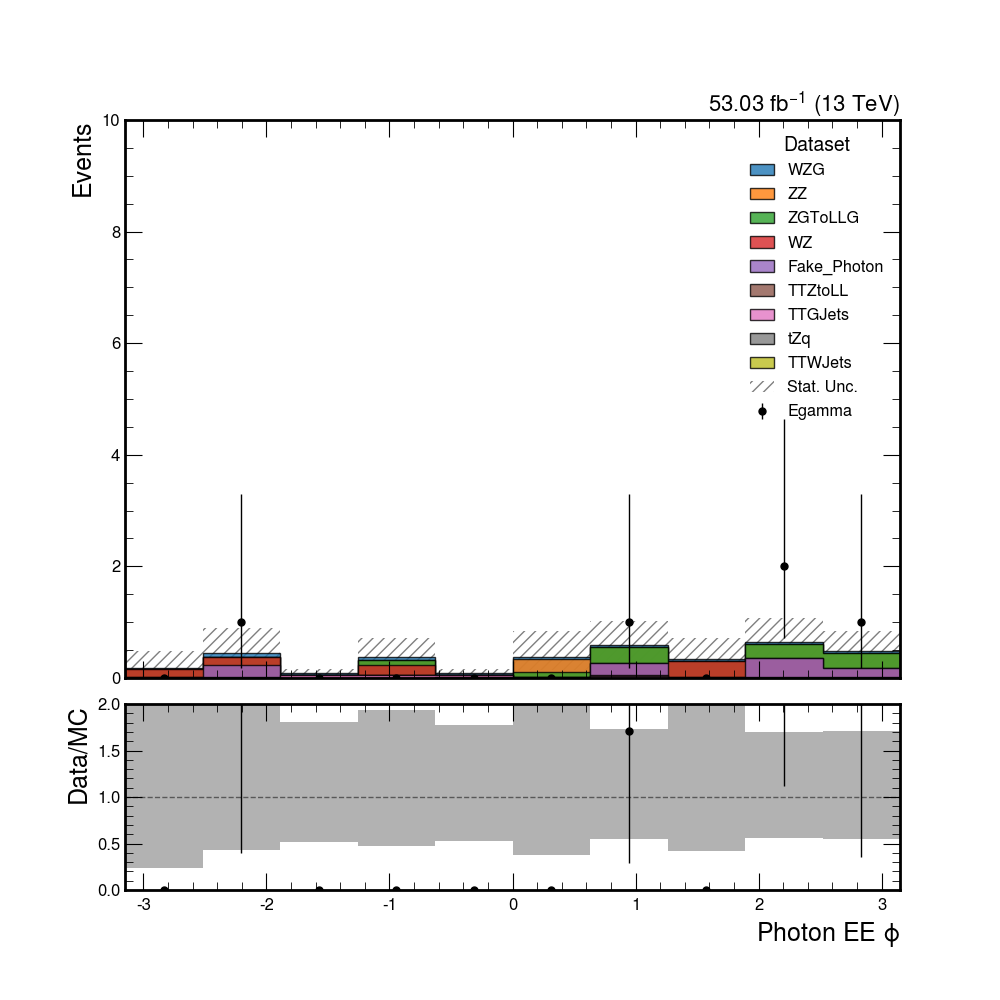 53.03 fb⁻¹ (13 TeV)
Events
10
8
6
4
2
0
Dataset
WZG
ZZ
ZGToLLG
WZ
Fake_Photon
TTZtoLL
TTGJets
tZq
TTWJets
Stat. Unc.
Egamma
Data/MC
2.0
1.5
1.0
0.5
0.0
-3 -2 -1 0 1 2 3
Photon EE ϕ